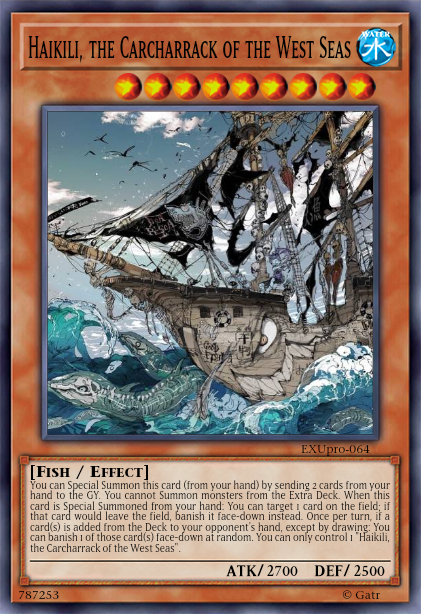 HAIKILI, THE CARCHARRACK OF THE WEST SEAS
WATER
水
EXUpro-064
[FISH / EFFECT]
You can Special Summon this card (from your hand) by sending 2 cards from your
hand to the GY. You cannot Summon monsters from the Extra Deck. When this
card is Special Summoned from your hand: You can target 1 card on the field; if
that card would leave the field, banish it face-down instead. Once per turn, if a
card(s) is added from the Deck to your opponent's hand, except by drawing: You
can banish 1 of those card(s) face-down at random. You can only control 1 "Haikili,
the Carcharrack of the West Seas".
ATK/2700 DEF/2500
787253 © Gatr